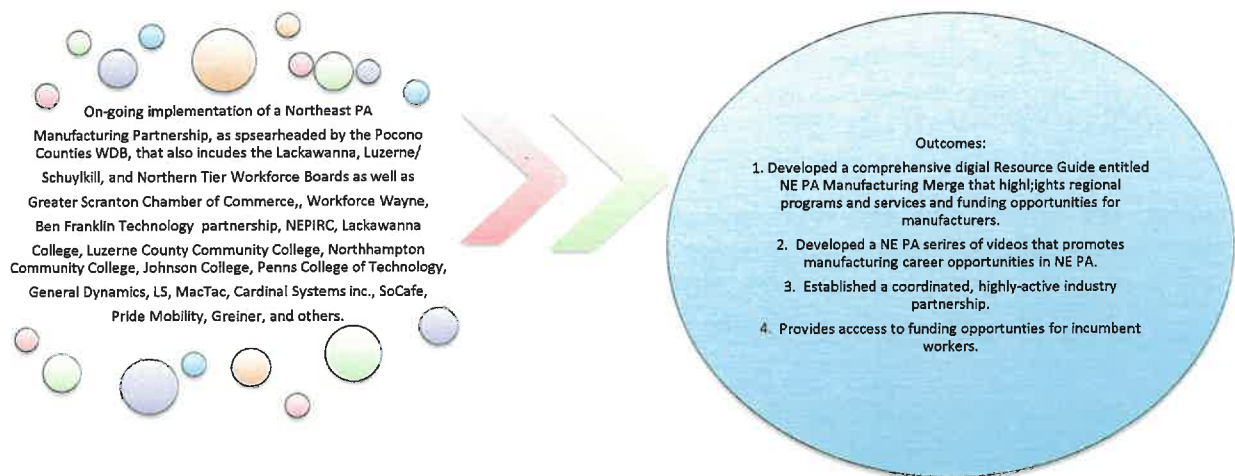 On-going implementation of a Northeast PA
Manufacturing Partnership, as spsearheaded by the Pocono
Counties WDB, that also incudes the Lackawanna, Luzerne/
Schuylkill, and Northern Tier Workforce Boards as well as
Greater Scranton Chamber of Commerce,, Workforce Wayne,
Ben Franklin Technology partnership, NEPIRC, Lackawanna
College, Luzerne County Community College, Northhampton
Community College, Johnson College, Penns College of Technology,
General Dynamics, LS, MacTac, Cardinal Systems inc., SoCafe,
Pride Mobility, Greiner, and others.
Outcomes:
1. Developed a comprehensive digial Resource Guide entitled
NE PA Manufacturing Merge that highl;ights regional
programs and services and funding opportunities for
manufacturers.
2. Developed a NE PA serires of videos that promotes
manufacturing career opportunities in NE PA.
3. Established a coordinated, highly-active industry
partnership.
4. Provides acccess to funding opportunties for incumbent
workers.